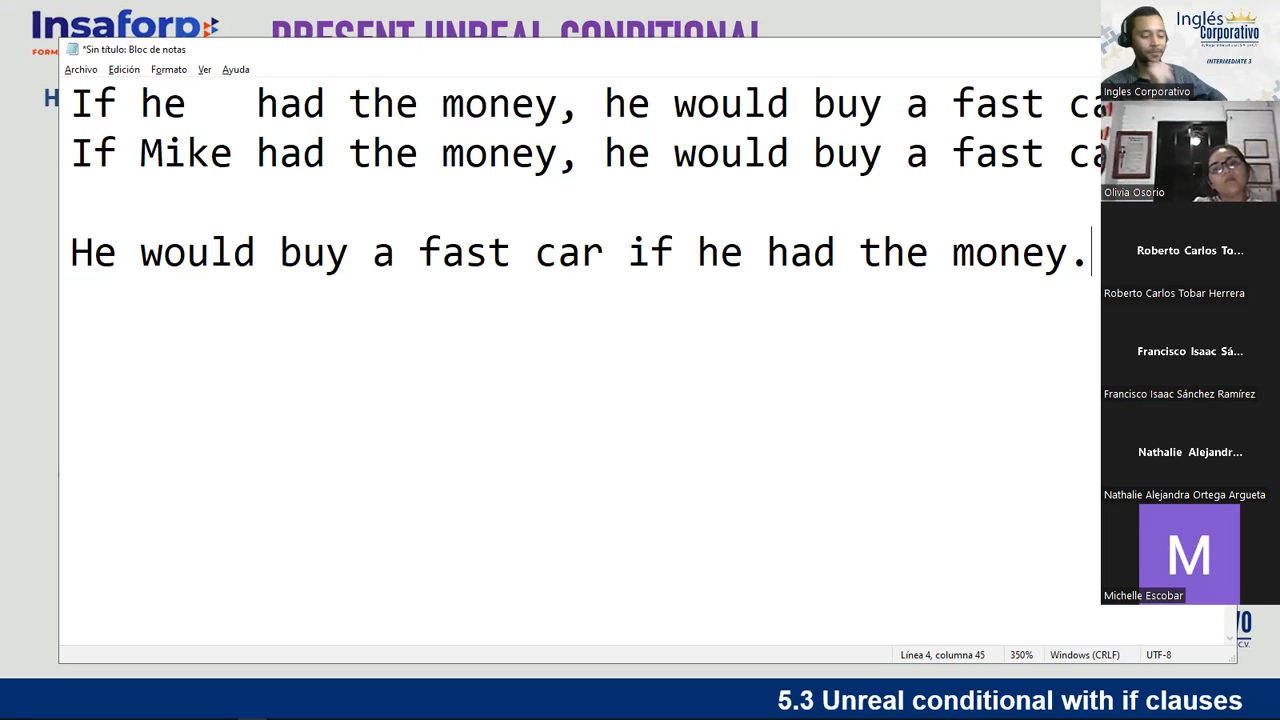 Insaforp
FORM
PRESENT UNREAL CONDITIONAL
H
*Sin título: Bloc de notas
Archivo Edición Formato Ver Ayuda
If he had the money, he would buy a fast ca
If Mike had the money, he would buy a fast ca
He would buy a fast car if he had the money.
Línea 4, columna 45 350% Windows (CRLF) UTF-8
5.3 Unreal conditional with if clauses
Inglés
Corporativo
INTERMEDIATE 3
Ingles Corporativo
Olivia Osorio
Roberto Carlos To...
Roberto Carlos Tobar Herrera
Francisco Isaac Sá...
Francisco Isaac Sánchez Ramírez
Nathalie Alejandr...
Nathalie Alejandra Ortega Argueta
M
Michelle Escobar
VO
C.V.